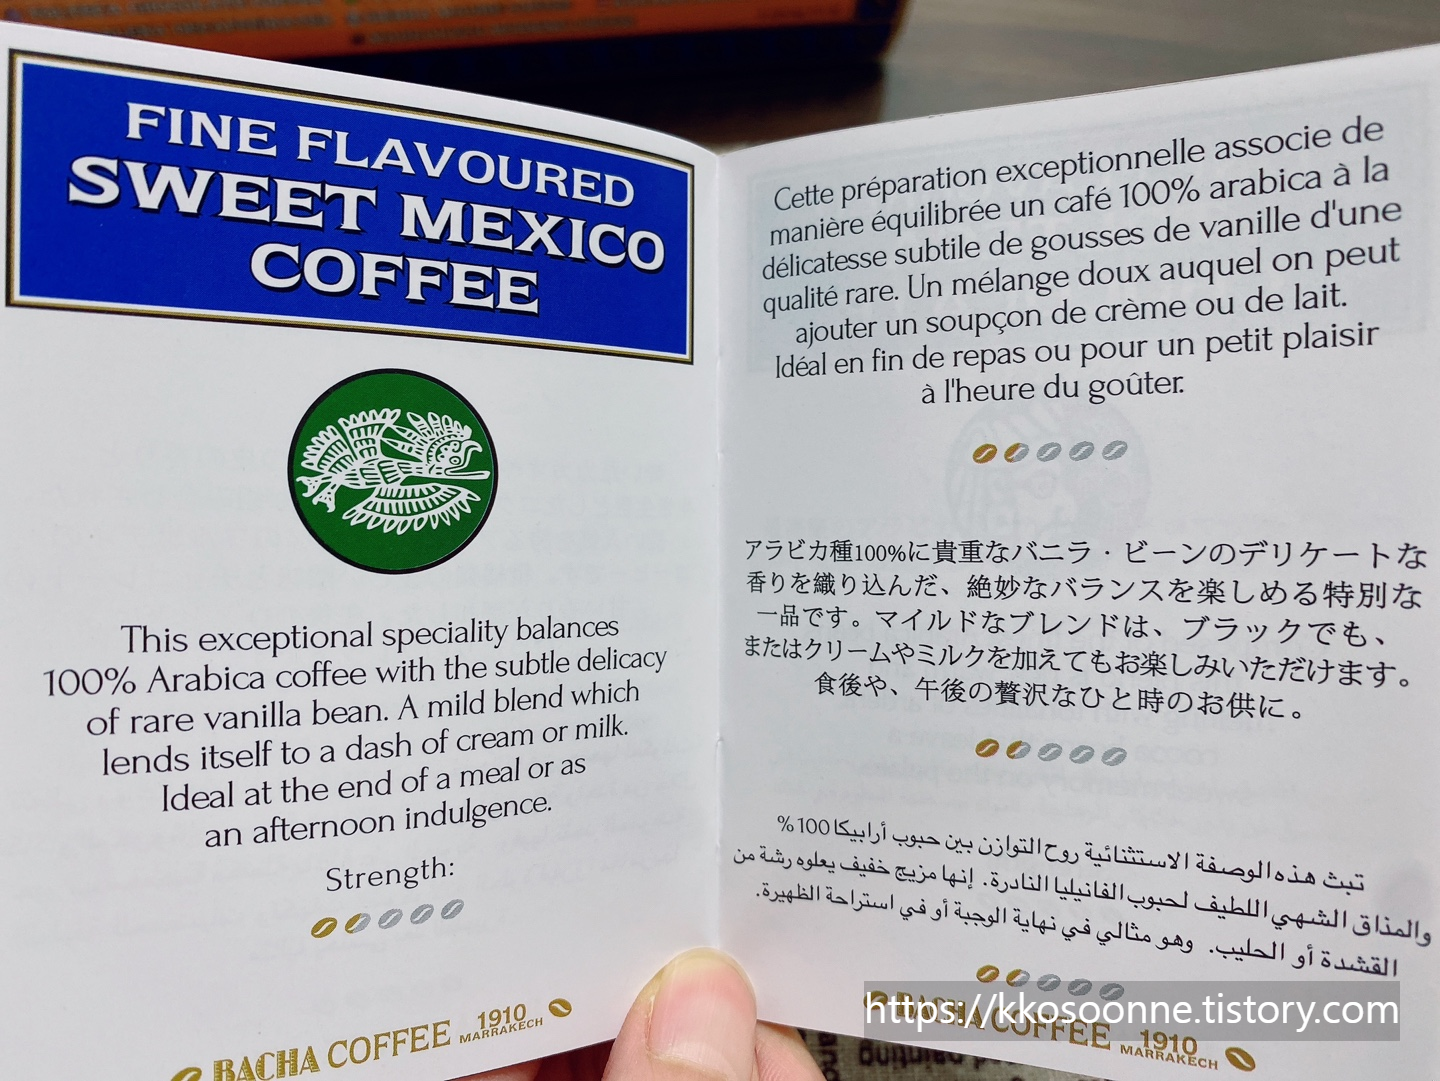 FINE FLAVOURED
SWEET MEXICO
COFFEE
This exceptional speciality balances
100% Arabica coffee with the subtle delicacy
of rare vanilla bean. A mild blend which
lends itself to a dash of cream or milk.
Ideal at the end of a meal or as
an afternoon indulgence.
Strength:
BACHA COFFEE 1910 MARRAKECH
Cette préparation exceptionnelle associe de
manière équilibrée un café 100% arabica à la
délicatesse subtile de gousses de vanille d'une
qualité rare. Un mélange doux auquel on peut
ajouter un soupçon de crème ou de lait.
Idéal en fin de repas ou pour un petit plaisir
à l'heure du goûter.
アラビカ種100%に貴重なバニラ・ビーンのデリケートな
香りを織り込んだ、絶妙なバランスを楽しめる特別な
一品です。マイルドなブレンドは、ブラックでも、
またはクリームやミルクを加えてもお楽しみいただけます。
食後や、午後の贅沢なひと時のお供に。
تبث هذه الوصفة الاستثنائية روح التوازن بين حبوب أرابيكا 100%
والمذاق الشهي اللطيف لحبوب الفانيليا النادرة. إنها مزيج خفيف يعلوه رشة من
القشدة أو الحليب. وهو مثالي في نهاية الوجبة أو في استراحة الظهيرة.
https://kkosoonne.tistory.com
BACHA COFFEE 1910 MARRAKECH